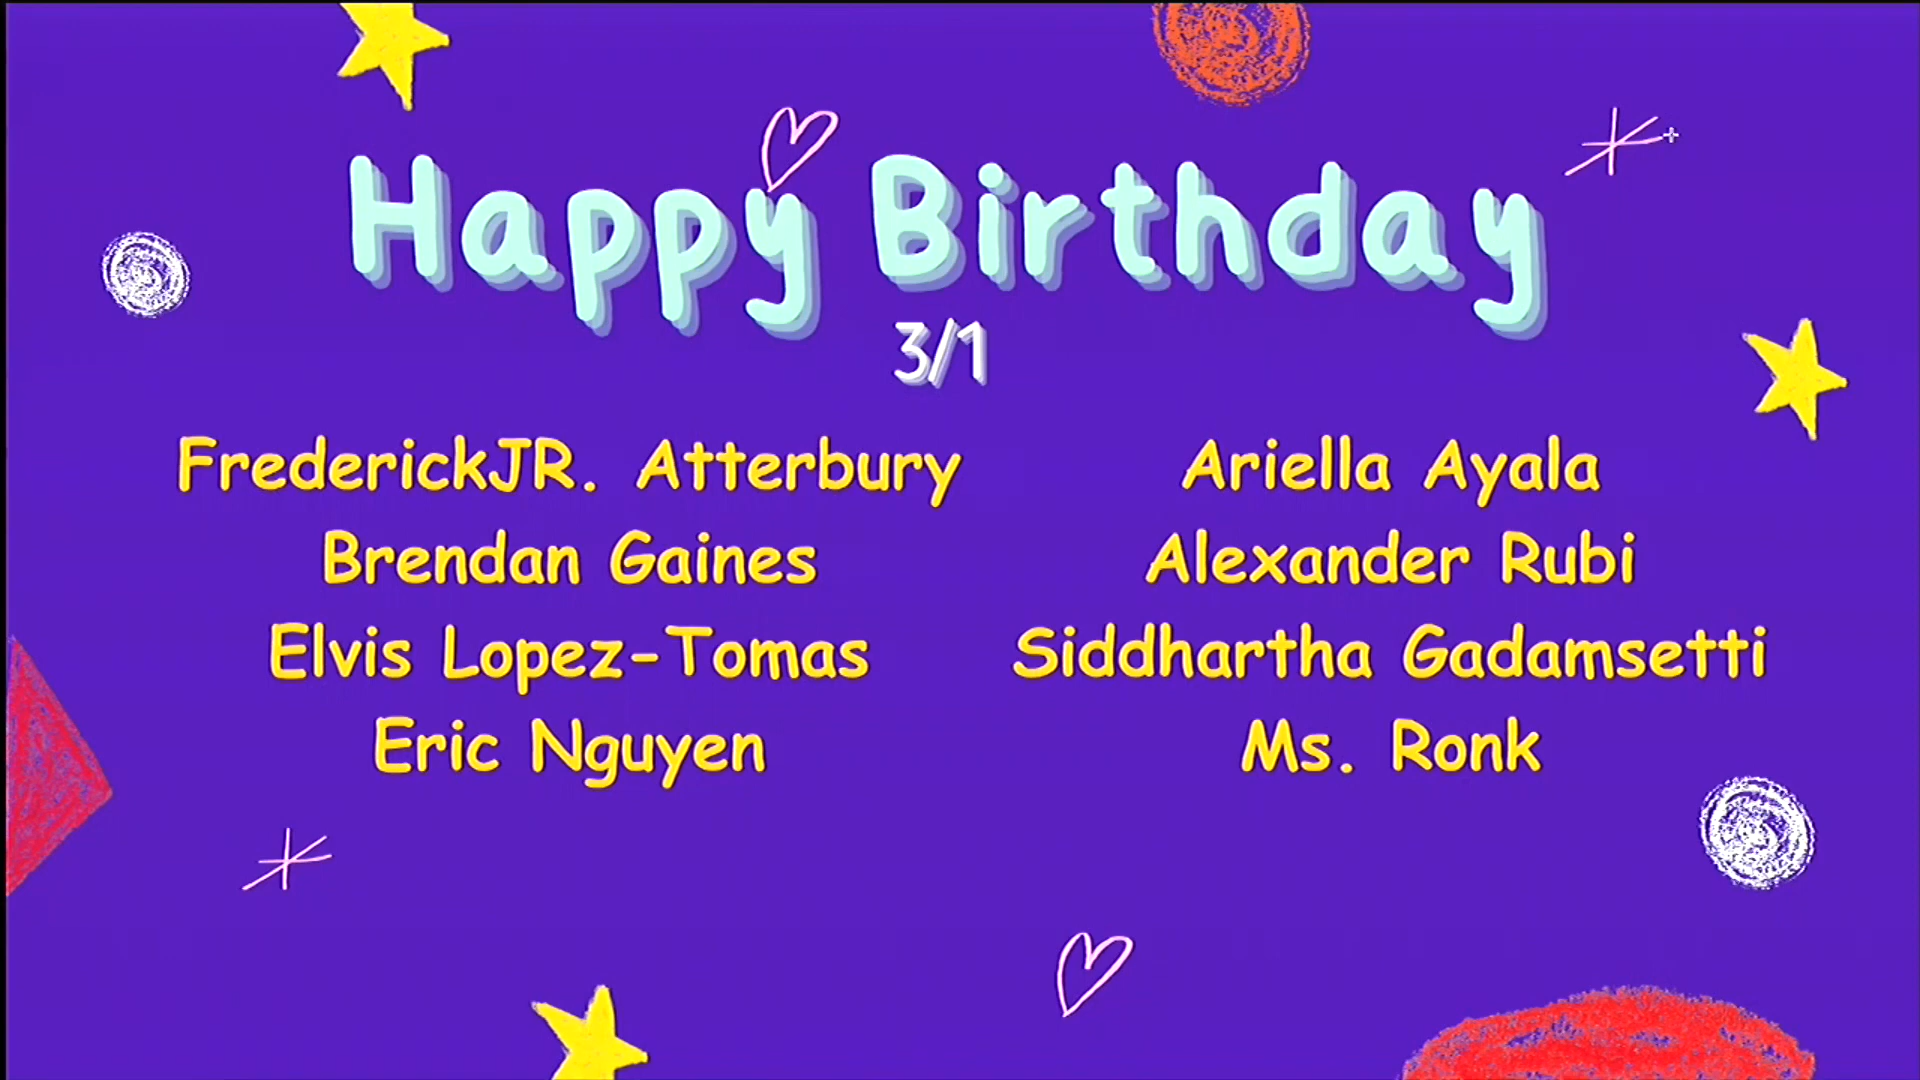 Happy Birthday
3/1
FrederickJR. Atterbury
Brendan Gaines
Elvis Lopez-Tomas
Eric Nguyen
Ariella Ayala
Alexander Rubi
Siddhartha Gadamsetti
Ms. Ronk